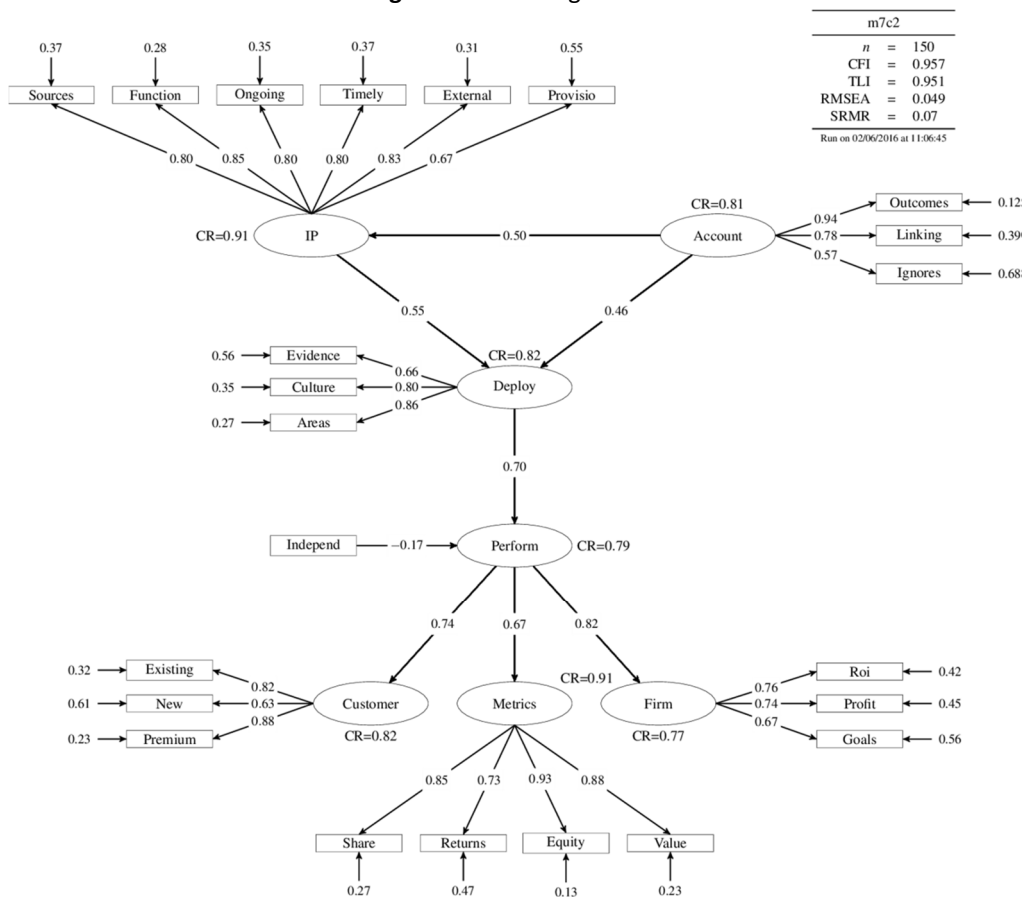 m7c2
n = 150
CFI = 0.957
TLI = 0.951
RMSEA = 0.049
SRMR = 0.07
Run on 02/06/2016 at 11:06:45
0.37 0.28 0.35 0.37 0.31 0.55
Sources Function Ongoing Timely External Provisio
0.80 0.85 0.80 0.80 0.83 0.67
CR=0.91 IP
0.50
CR=0.81
Account
0.94 Outcomes 0.12
0.78 Linking 0.39
0.57 Ignores 0.68
0.55 0.46
CR=0.82
Deploy
0.56 Evidence 0.66
0.35 Culture 0.80
0.27 Areas 0.86
0.70
Independ −0.17 Perform CR=0.79
0.74 0.67 0.82
0.32 Existing 0.82
0.61 New 0.63
0.23 Premium 0.88
Customer
CR=0.82
CR=0.91
Metrics
Firm
CR=0.77
0.76 Roi 0.42
0.74 Profit 0.45
0.67 Goals 0.56
0.85 0.73 0.93 0.88
Share Returns Equity Value
0.27 0.47 0.13 0.23